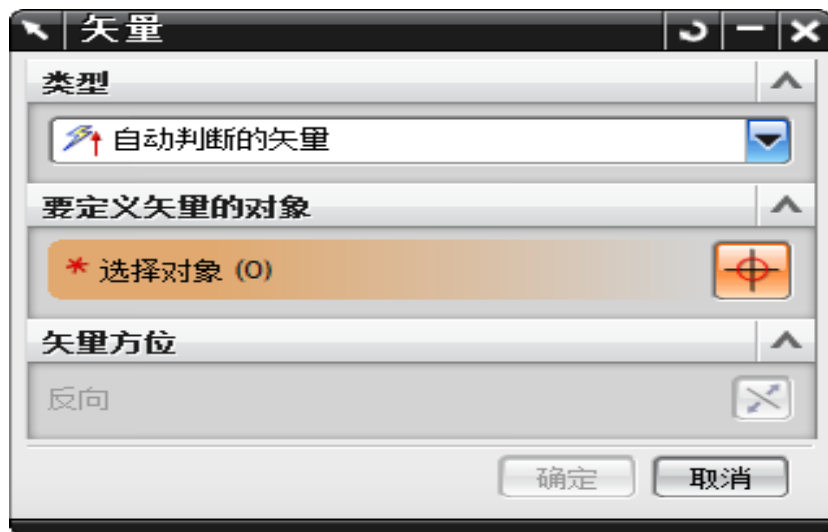 矢量
类型
自动判断的矢量
要定义矢量的对象
* 选择对象 (0)
矢量方位
反向
确定 取消